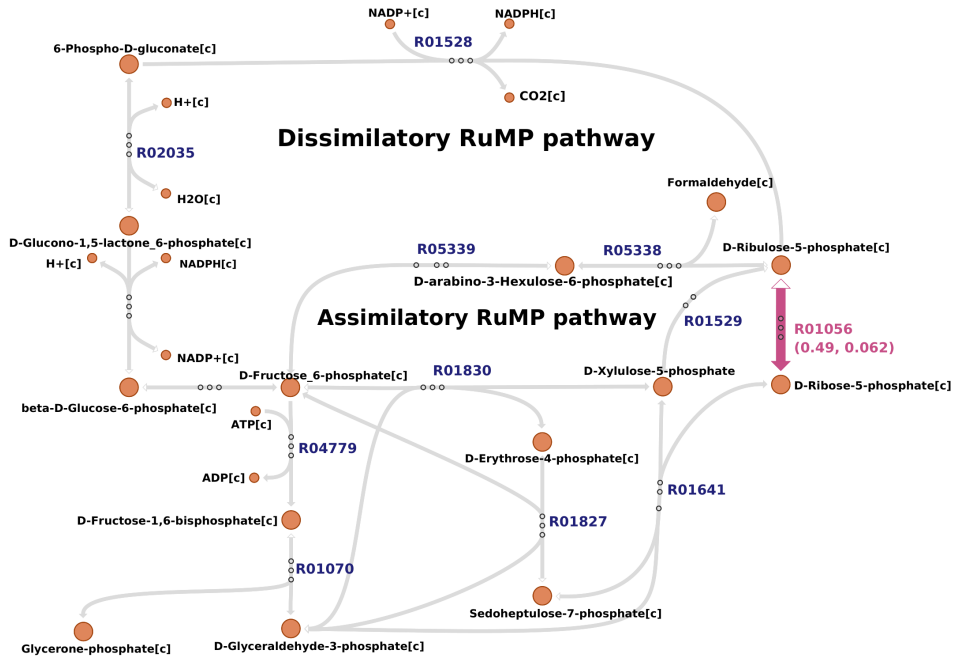 NADP+[c]
NADPH[c]
R01528
6-Phospho-D-gluconate[c]
CO2[c]
H+[c]
Dissimilatory RuMP pathway
R02035
Formaldehyde[c]
H2O[c]
D-Glucono-1,5-lactone_6-phosphate[c]
R05339
R05338
D-Ribulose-5-phosphate[c]
H+[c]
NADPH[c]
D-arabino-3-Hexulose-6-phosphate[c]
Assimilatory RuMP pathway
R01529
R01056
(0.49, 0.062)
NADP+[c]
D-Fructose_6-phosphate[c]
R01830
D-Xylulose-5-phosphate
D-Ribose-5-phosphate[c]
beta-D-Glucose-6-phosphate[c]
ATP[c]
R04779
D-Erythrose-4-phosphate[c]
ADP[c]
R01641
D-Fructose-1,6-bisphosphate[c]
R01827
R01070
Sedoheptulose-7-phosphate[c]
Glycerone-phosphate[c]
D-Glyceraldehyde-3-phosphate[c]